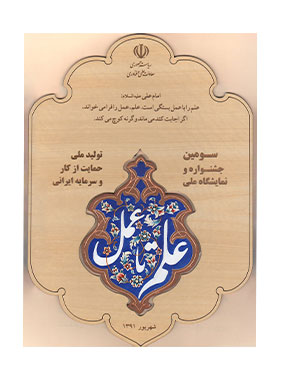 ریاست جمهوری
معاونت علمی و فناوری
امام علی علیه‌السلام:
علم را با عمل بستگی است. علم، عمل را فرا می خواند.
اگر اجابت کند می ماند و گرنه کوچ می کند.
سومین
جشنواره و
نمایشگاه ملی
تولید ملی
حمایت از کار
و سرمایه ایرانی
علم تا عمل
شهریور ۱۳۹۱